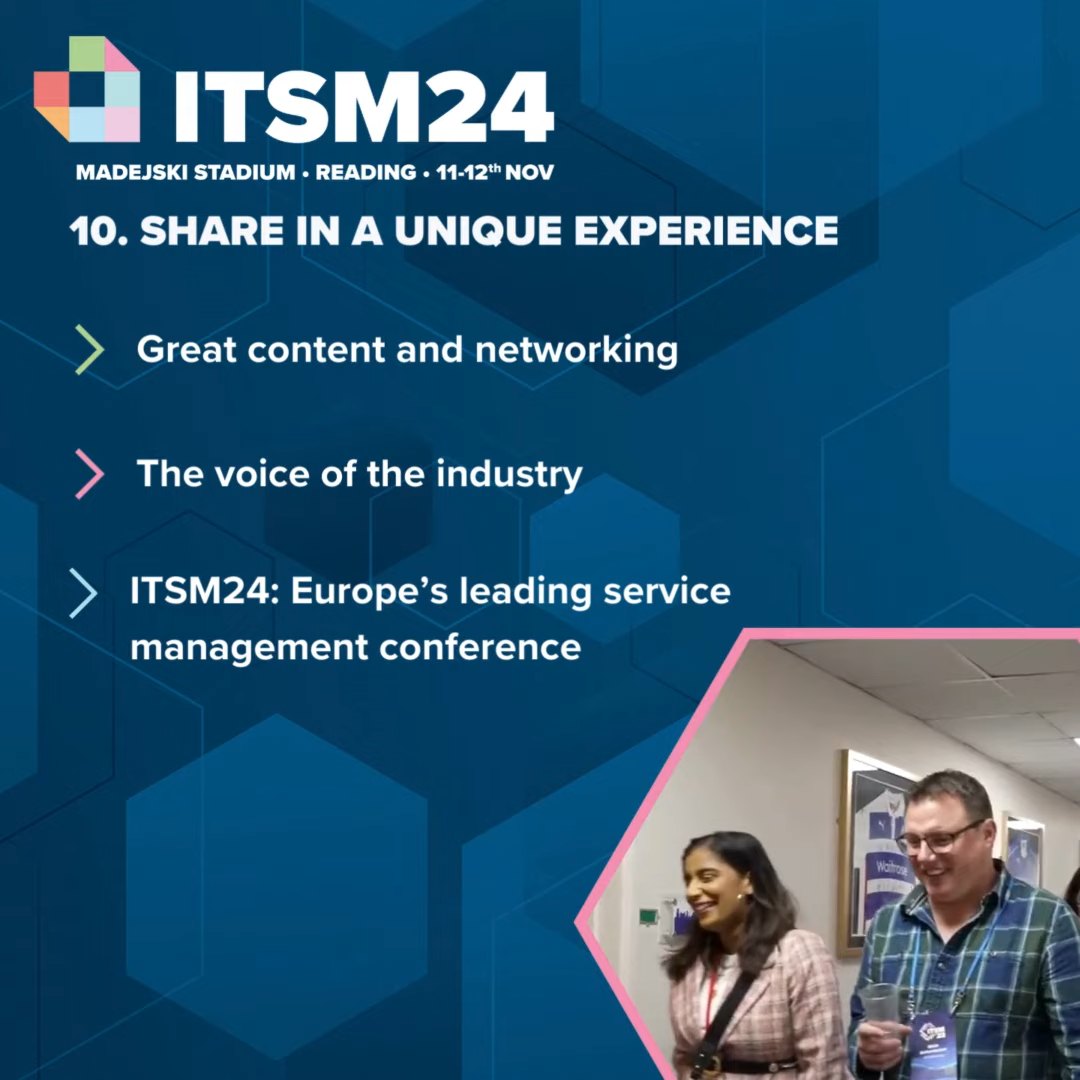 ITSM24
MADEJSKI STADIUM • READING • 11-12th NOV
10. SHARE IN A UNIQUE EXPERIENCE
Great content and networking
The voice of the industry
ITSM24: Europe’s leading service
management conference
Waitrose